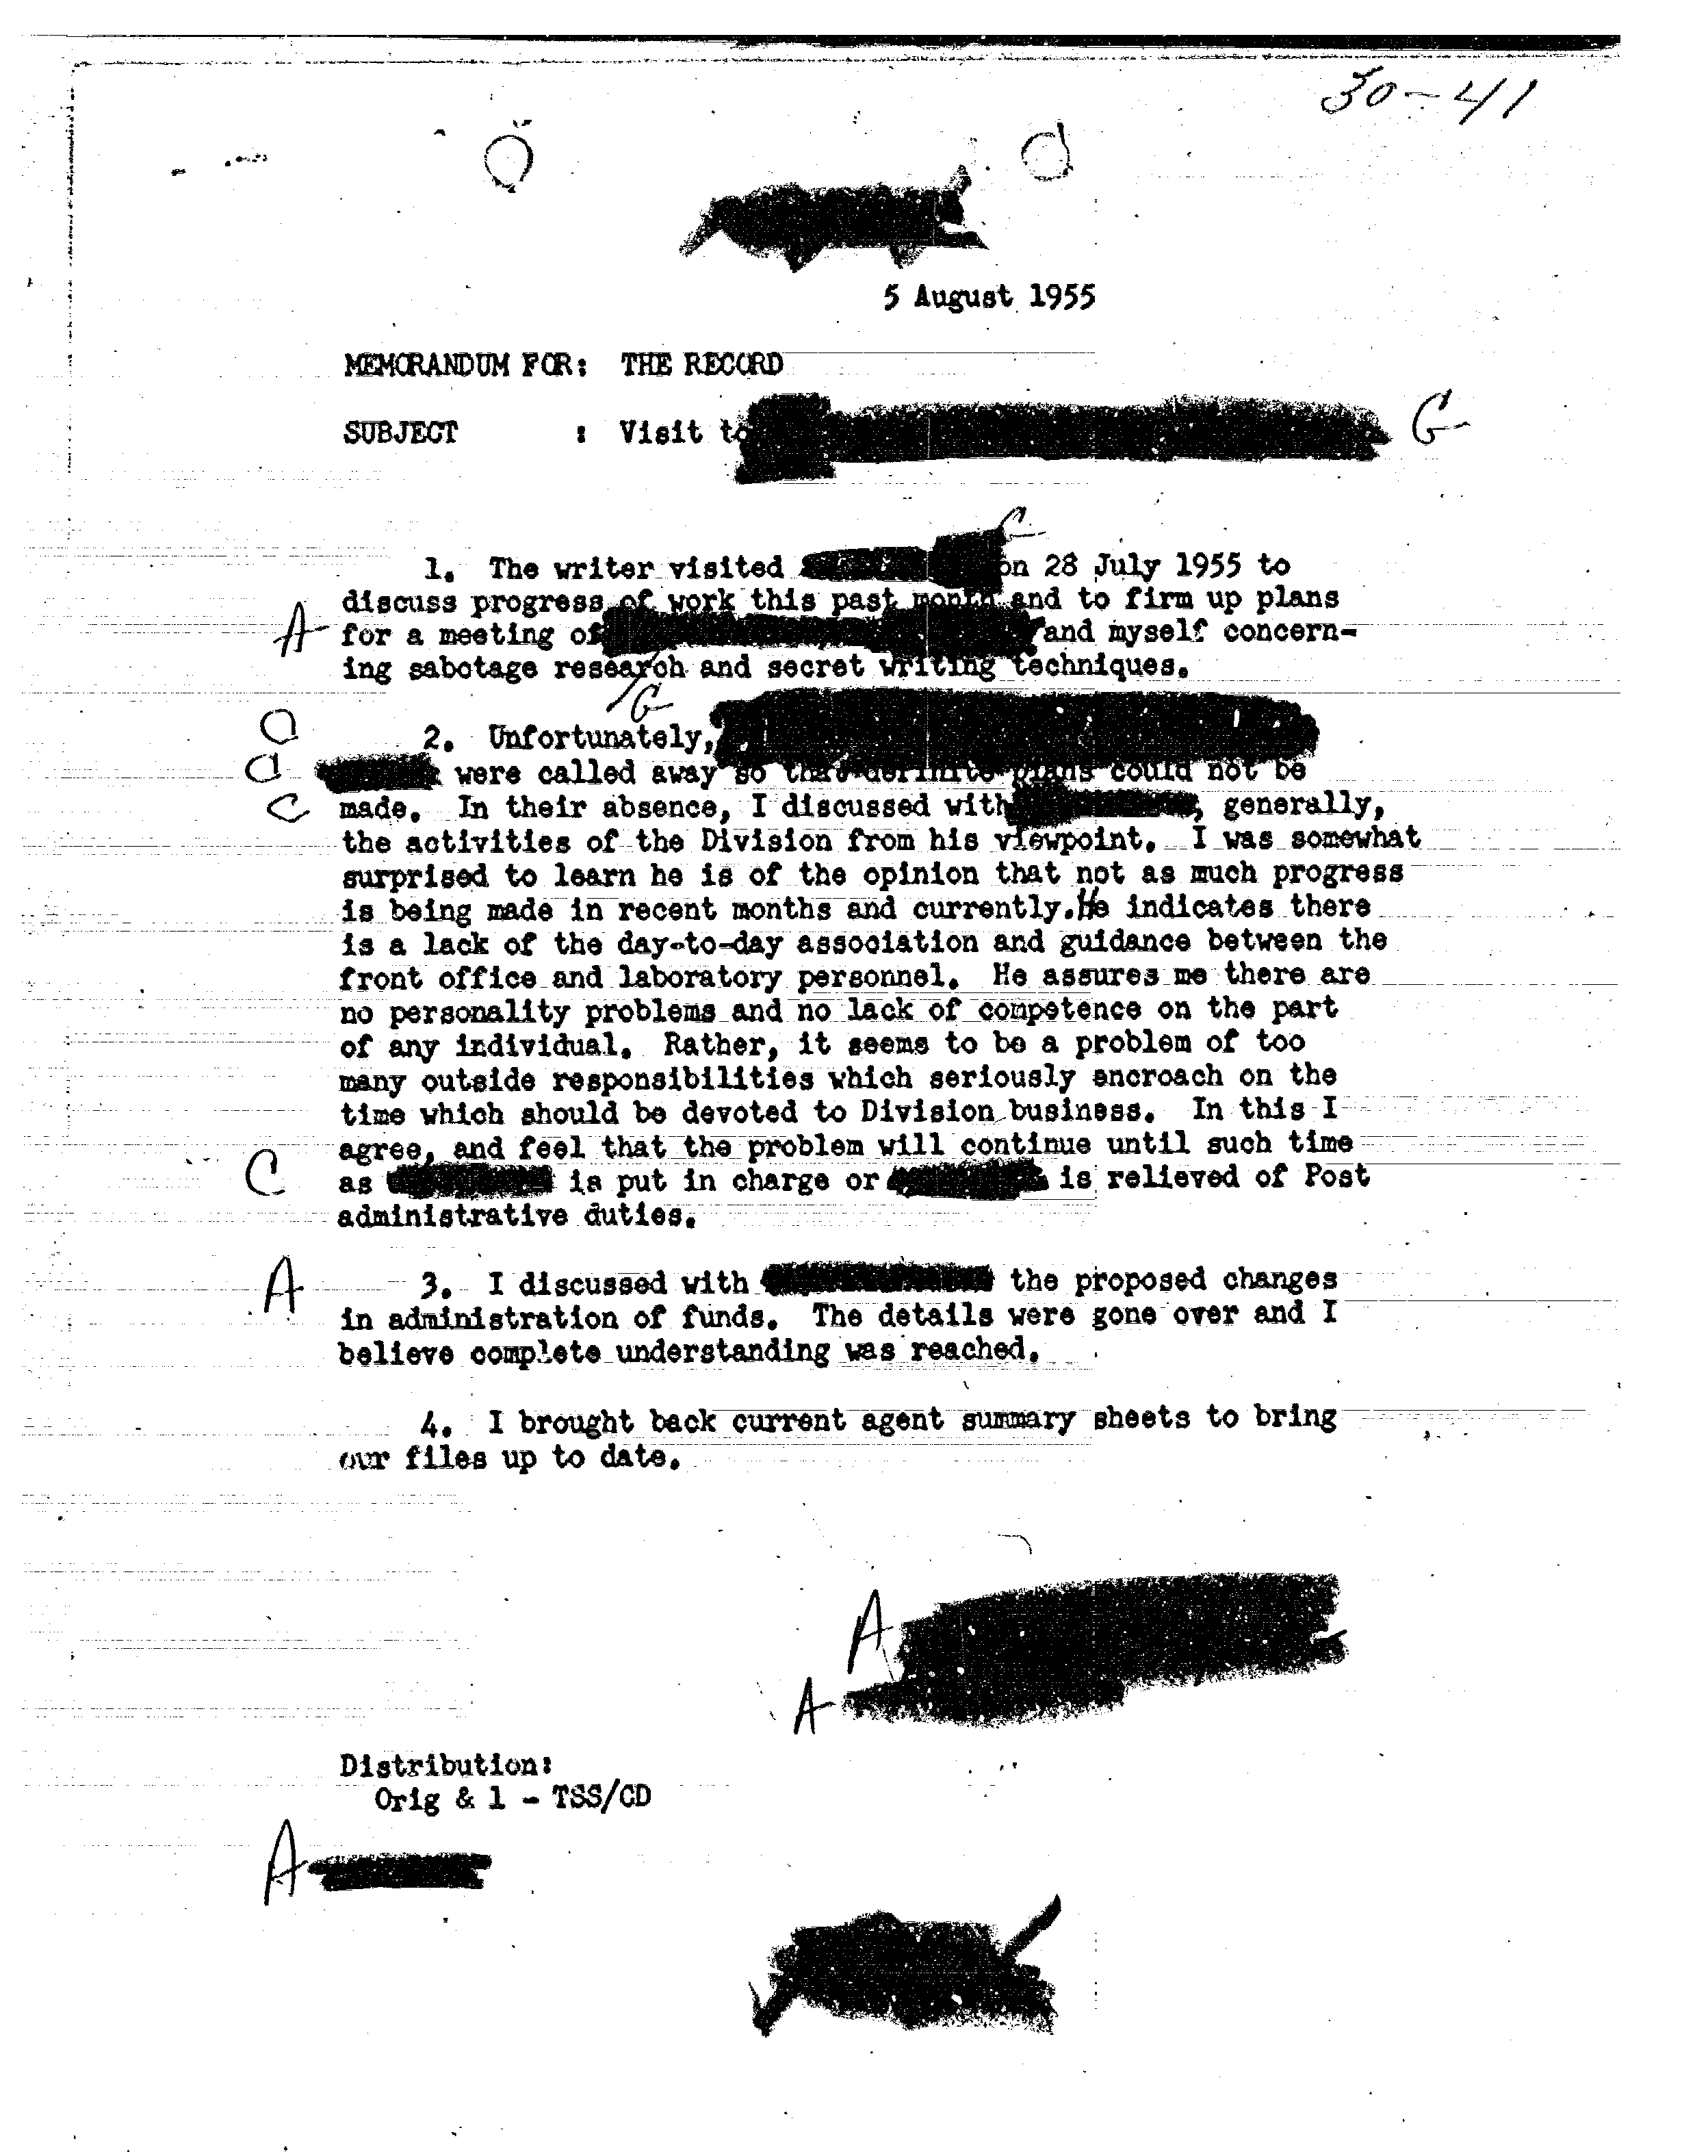 30-41
5 August 1955
MEMORANDUM FOR: THE RECORD
SUBJECT : Visit to
G
C
1. The writer visited on 28 July 1955 to
discuss progress of work this past month and to firm up plans
A for a meeting of and myself concern-
ing sabotage research and secret writing techniques.
G
2. Unfortunately,
were called away so that definite plans could not be
C made. In their absence, I discussed with , generally,
the activities of the Division from his viewpoint. I was somewhat
surprised to learn he is of the opinion that not as much progress
is being made in recent months and currently. He indicates there
is a lack of the day-to-day association and guidance between the
front office and laboratory personnel. He assures me there are
no personality problems and no lack of competence on the part
of any individual. Rather, it seems to be a problem of too
many outside responsibilities which seriously encroach on the
time which should be devoted to Division business. In this I
agree, and feel that the problem will continue until such time
C as is put in charge or is relieved of Post
administrative duties.
A 3. I discussed with the proposed changes
in administration of funds. The details were gone over and I
believe complete understanding was reached.
4. I brought back current agent summary sheets to bring
our files up to date.
A
A
Distribution:
Orig & 1 - TSS/CD
A